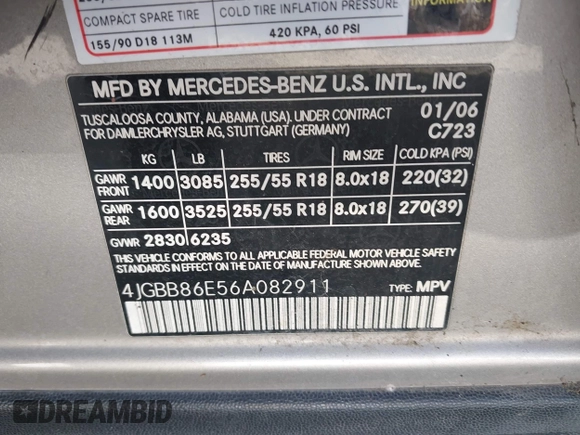 COMPACT SPARE TIRE
COLD TIRE INFLATION PRESSURE
INFORMATION
155/90 D18 113M
420 KPA, 60 PSI
MFD BY MERCEDES-BENZ U.S. INTL., INC
TUSCALOOSA COUNTY, ALABAMA (USA). UNDER CONTRACT
FOR DAIMLERCHRYSLER AG, STUTTGART (GERMANY)
01/06
C723
KG LB TIRES RIM SIZE COLD KPA (PSI)
GAWR FRONT 1400 3085 255/55 R18 8.0x18 220(32)
GAWR REAR 1600 3525 255/55 R18 8.0x18 270(39)
GVWR 2830 6235
THIS VEHICLE CONFORMS TO ALL APPLICABLE FEDERAL MOTOR VEHICLE SAFETY
AND THEFT PREVENTION STANDARDS IN EFFECT ON THE DATE OF MANUFACTURE SHOWN ABOVE.
4JGBB86E56A082911
TYPE: MPV
DREAMBID